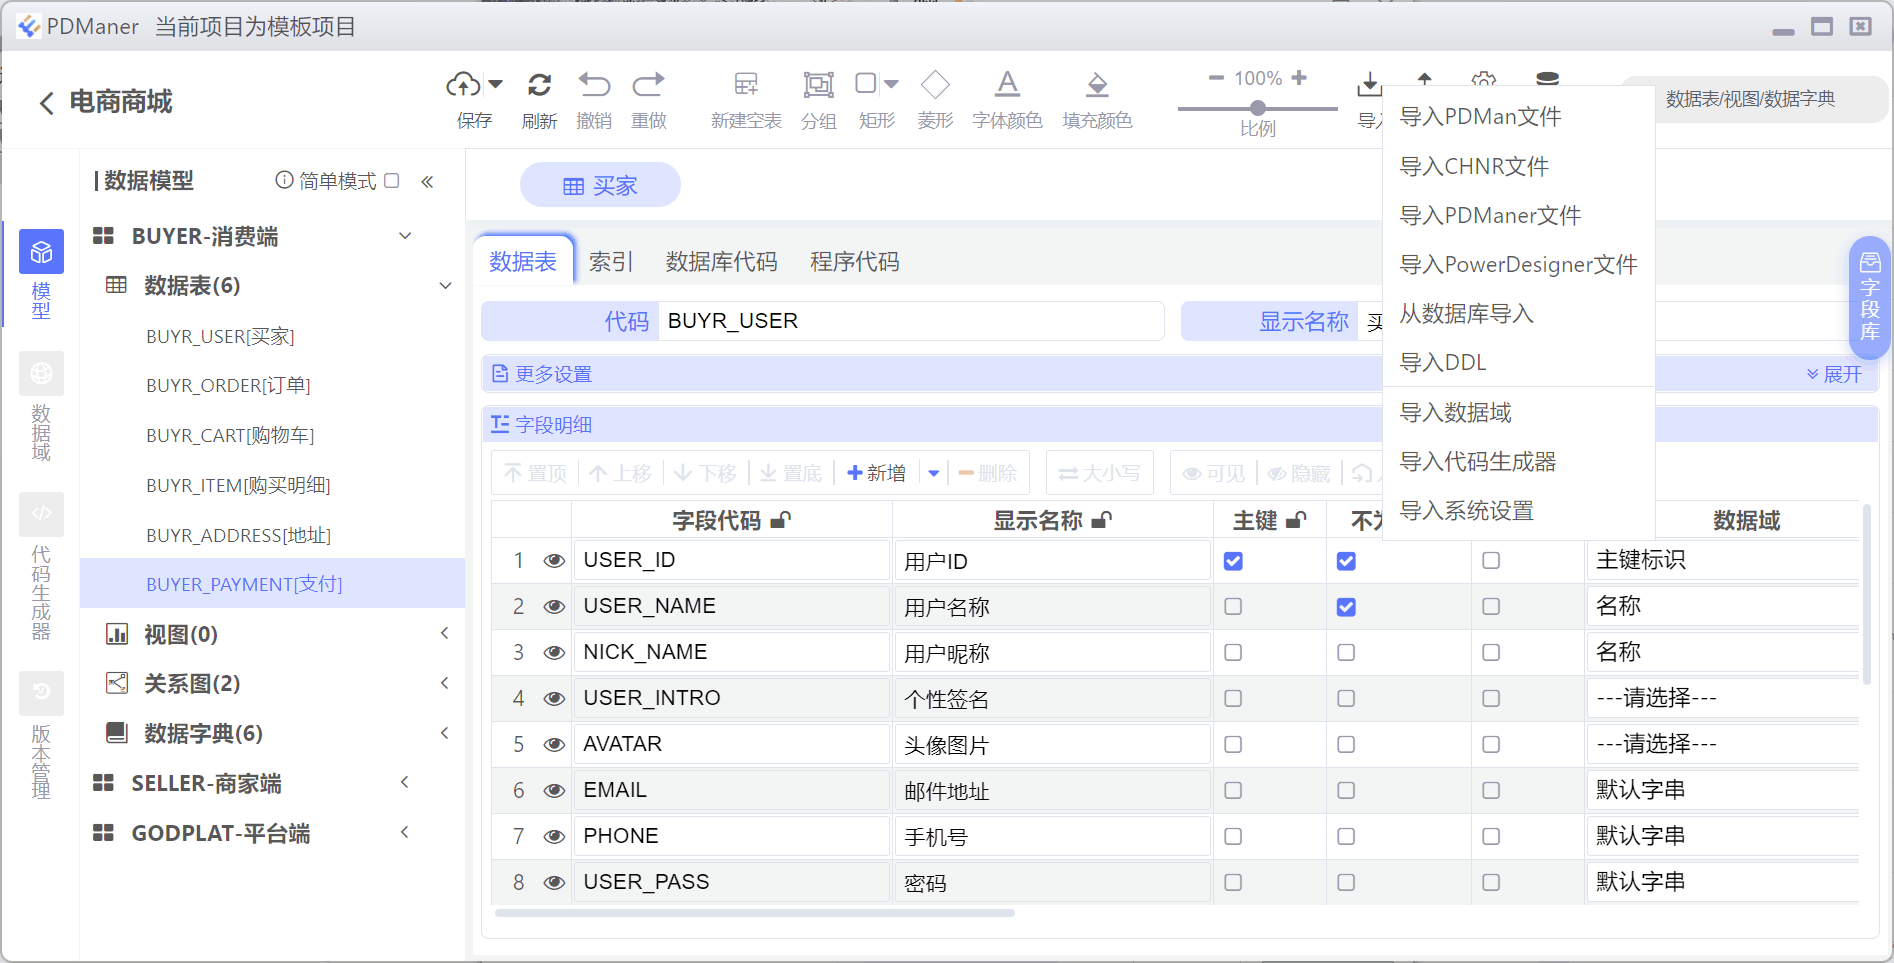 PDManer 当前项目为模板项目
电商商城
保存
刷新
撤销
重做
新建空表
分组
矩形
菱形
字体颜色
填充颜色
100%
比例
导入
数据表/视图/数据字典
导入PDMan文件
导入CHNR文件
导入PDManer文件
导入PowerDesigner文件
从数据库导入
导入DDL
导入数据域
导入代码生成器
导入系统设置
模型
数据域
代码生成器
版本管理
数据模型
简单模式
BUYER-消费端
数据表(6)
BUYR_USER[买家]
BUYR_ORDER[订单]
BUYR_CART[购物车]
BUYR_ITEM[购买明细]
BUYR_ADDRESS[地址]
BUYER_PAYMENT[支付]
视图(0)
关系图(2)
数据字典(6)
SELLER-商家端
GODPLAT-平台端
买家
数据表 索引 数据库代码 程序代码
代码 BUYR_USER 显示名称 买
更多设置 展开
字段明细
字段库
置顶 上移 下移 置底 新增 删除 大小写 可见 隐藏
字段代码 显示名称 主键 不为 数据域
1 USER_ID 用户ID 主键标识
2 USER_NAME 用户名称 名称
3 NICK_NAME 用户昵称 名称
4 USER_INTRO 个性签名 ---请选择---
5 AVATAR 头像图片 ---请选择---
6 EMAIL 邮件地址 默认字串
7 PHONE 手机号 默认字串
8 USER_PASS 密码 默认字串